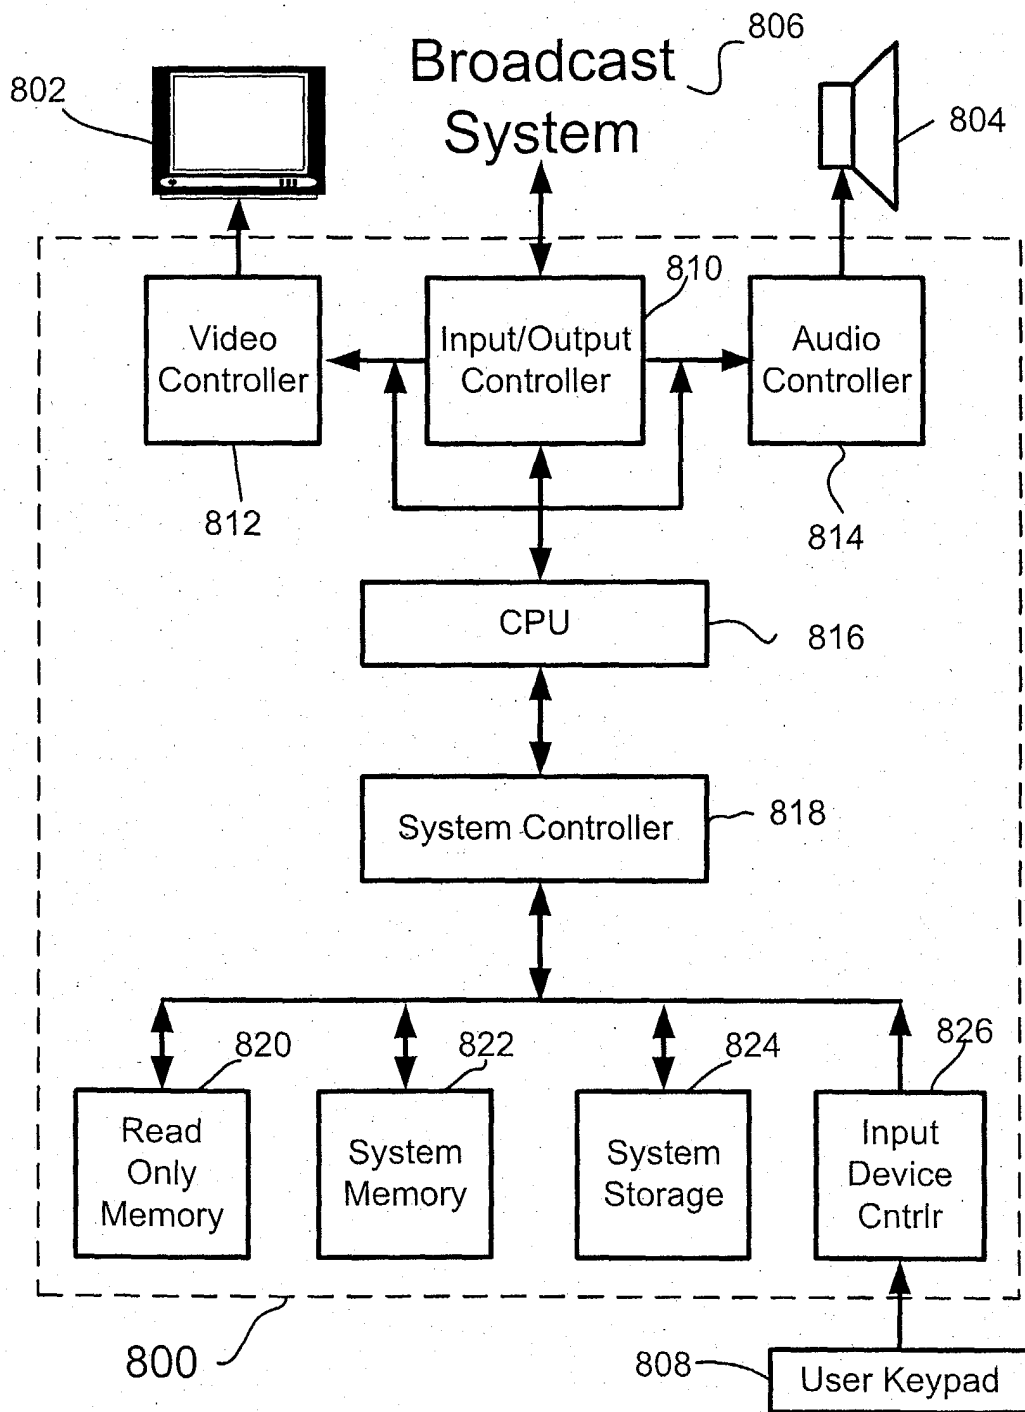 Broadcast
System
806
802
804
810
Video
Controller
Input/Output
Controller
Audio
Controller
812
814
CPU
816
System Controller
818
820
822
824
826
Read
Only
Memory
System
Memory
System
Storage
Input
Device
Cntrlr
800
808
User Keypad